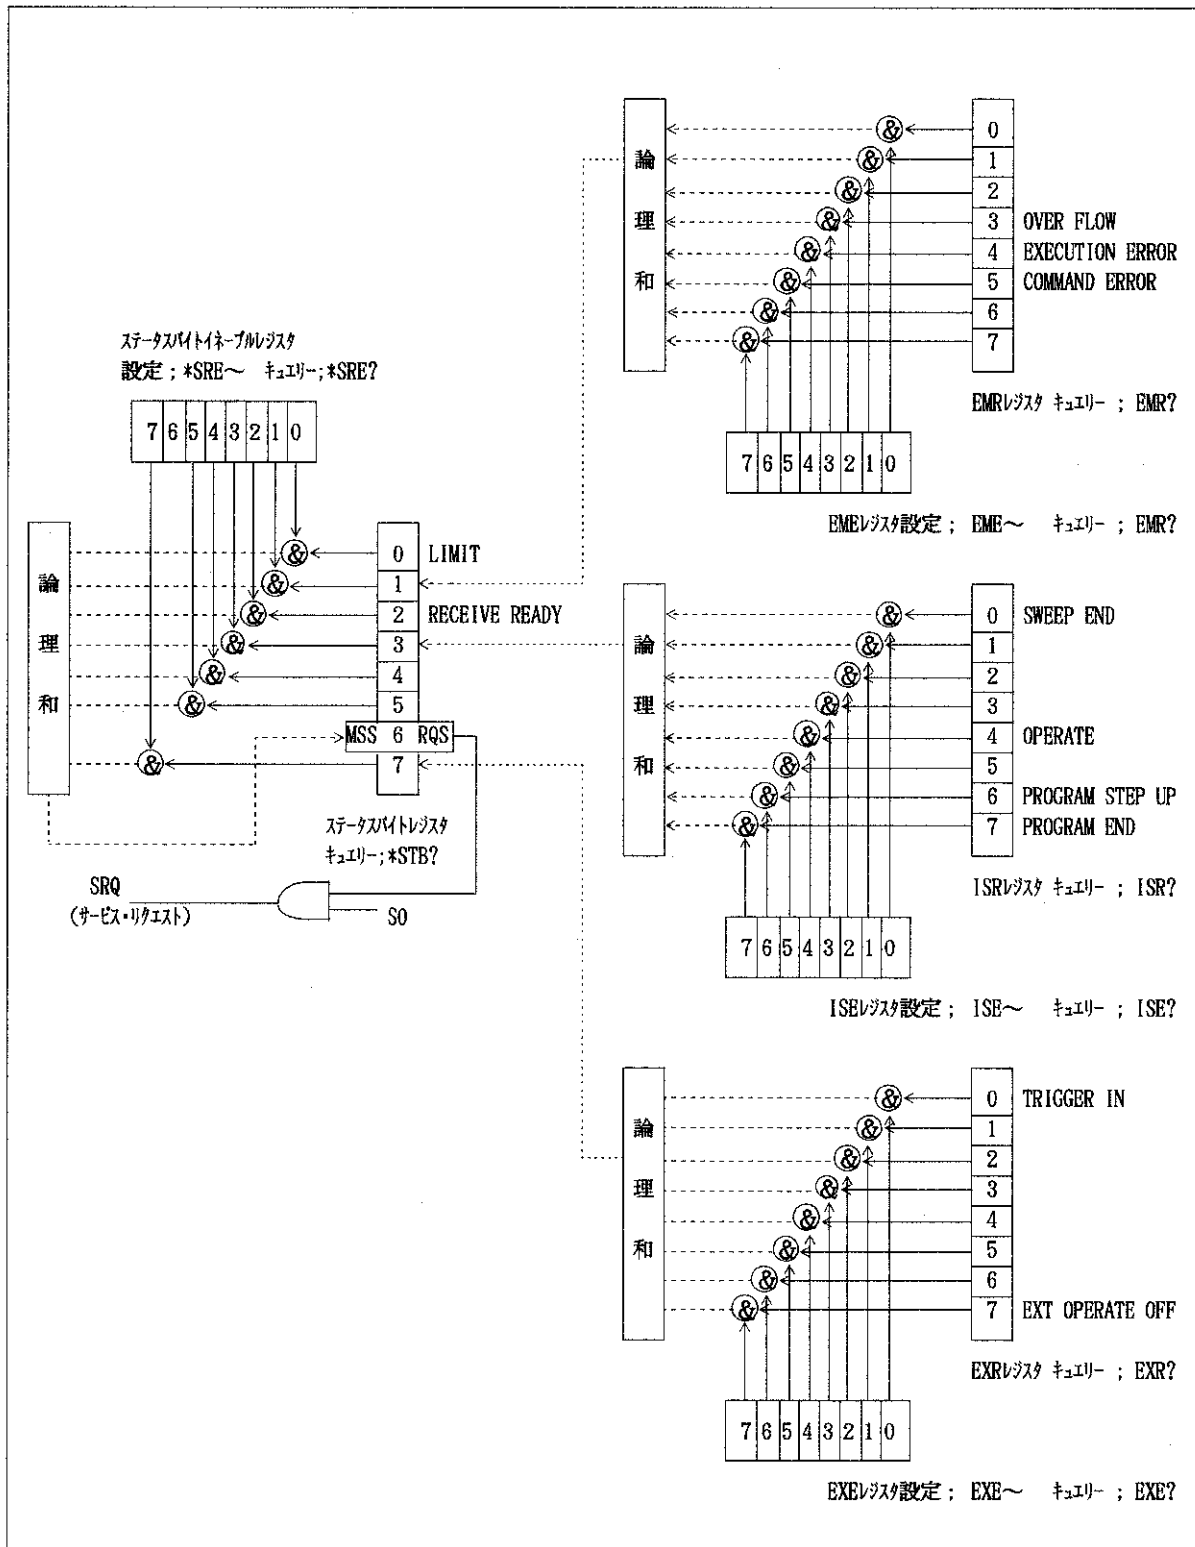 0
1
2
3 OVER FLOW
4 EXECUTION ERROR
5 COMMAND ERROR
6
7
論
理
和
& & & & & & & &
EMRレジスタ キュエリー ; EMR?
7 6 5 4 3 2 1 0
EMEレジスタ設定 ; EME～ キュエリー ; EMR?
ステータスバイトイネーブルレジスタ
設定 ; *SRE～ キュエリー ; *SRE?
7 6 5 4 3 2 1 0
論
理
和
& & & & & & &
0 LIMIT
1
2 RECEIVE READY
3
4
5
MSS 6 RQS
7
ステータスバイトレジスタ
キュエリー ; *STB?
SRQ
(サービス・リクエスト)
SO
論
理
和
& & & & & & & &
0 SWEEP END
1
2
3
4 OPERATE
5
6 PROGRAM STEP UP
7 PROGRAM END
ISRレジスタ キュエリー ; ISR?
7 6 5 4 3 2 1 0
ISEレジスタ設定 ; ISE～ キュエリー ; ISE?
論
理
和
& & & & & & & &
0 TRIGGER IN
1
2
3
4
5
6
7 EXT OPERATE OFF
EXRレジスタ キュエリー ; EXR?
7 6 5 4 3 2 1 0
EXEレジスタ設定 ; EXE～ キュエリー ; EXE?